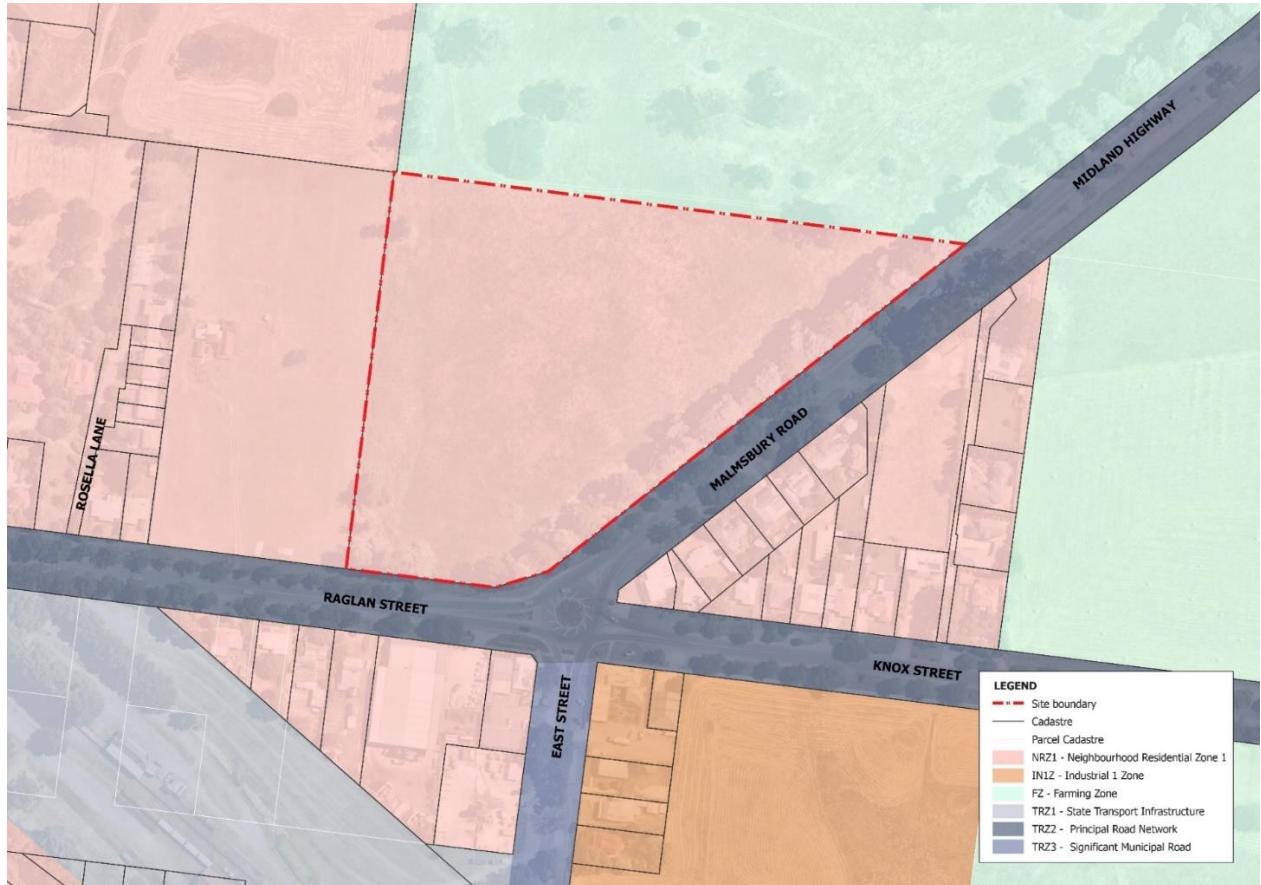 MIDLAND HIGHWAY
MALMSBURY ROAD
ROSELLA LANE
RAGLAN STREET
KNOX STREET
EAST STREET
LEGEND
Site boundary
Cadastre
Parcel Cadastre
NRZ1 - Neighbourhood Residential Zone 1
IN1Z - Industrial 1 Zone
FZ - Farming Zone
TRZ1 - State Transport Infrastructure
TRZ2 - Principal Road Network
TRZ3 - Significant Municipal Road